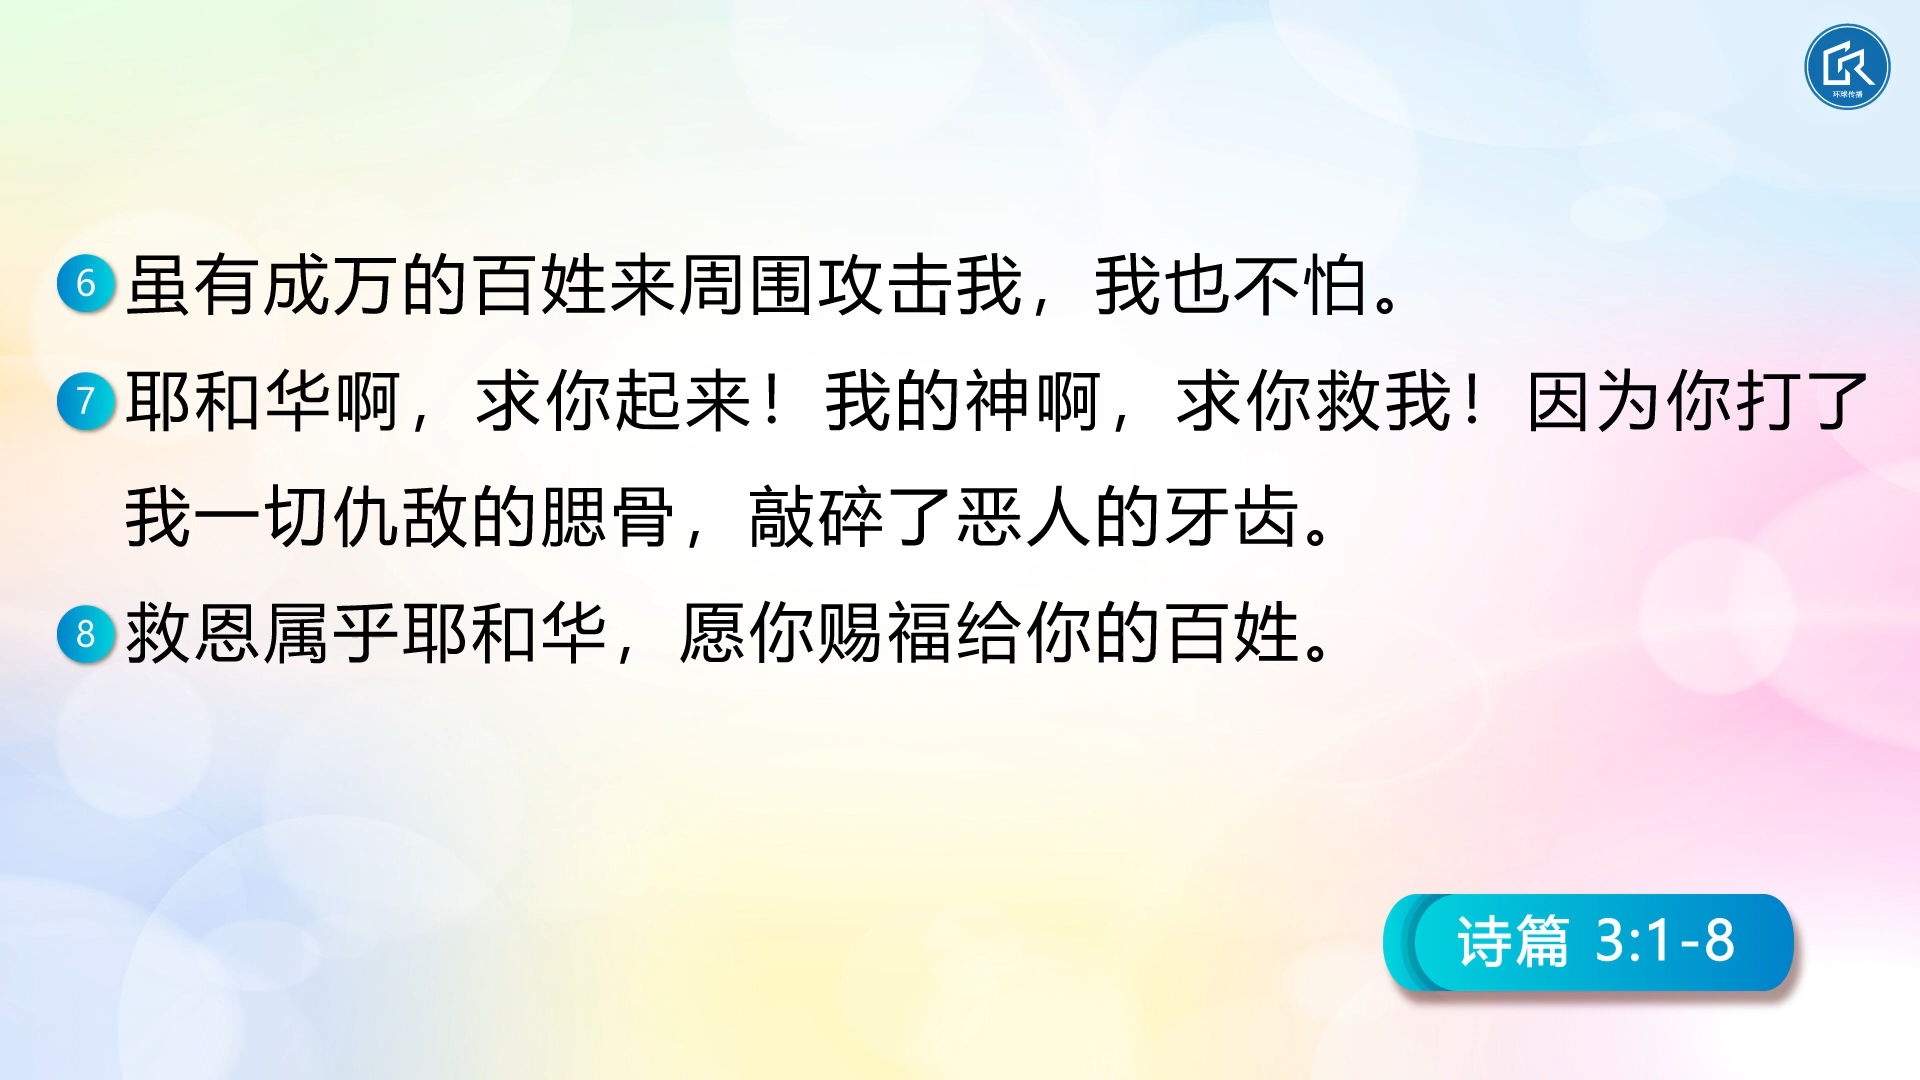 环球传播
6 虽有成万的百姓来周围攻击我，我也不怕。
7 耶和华啊，求你起来！我的神啊，求你救我！因为你打了
我一切仇敌的腮骨，敲碎了恶人的牙齿。
8 救恩属乎耶和华，愿你赐福给你的百姓。
诗篇 3:1-8